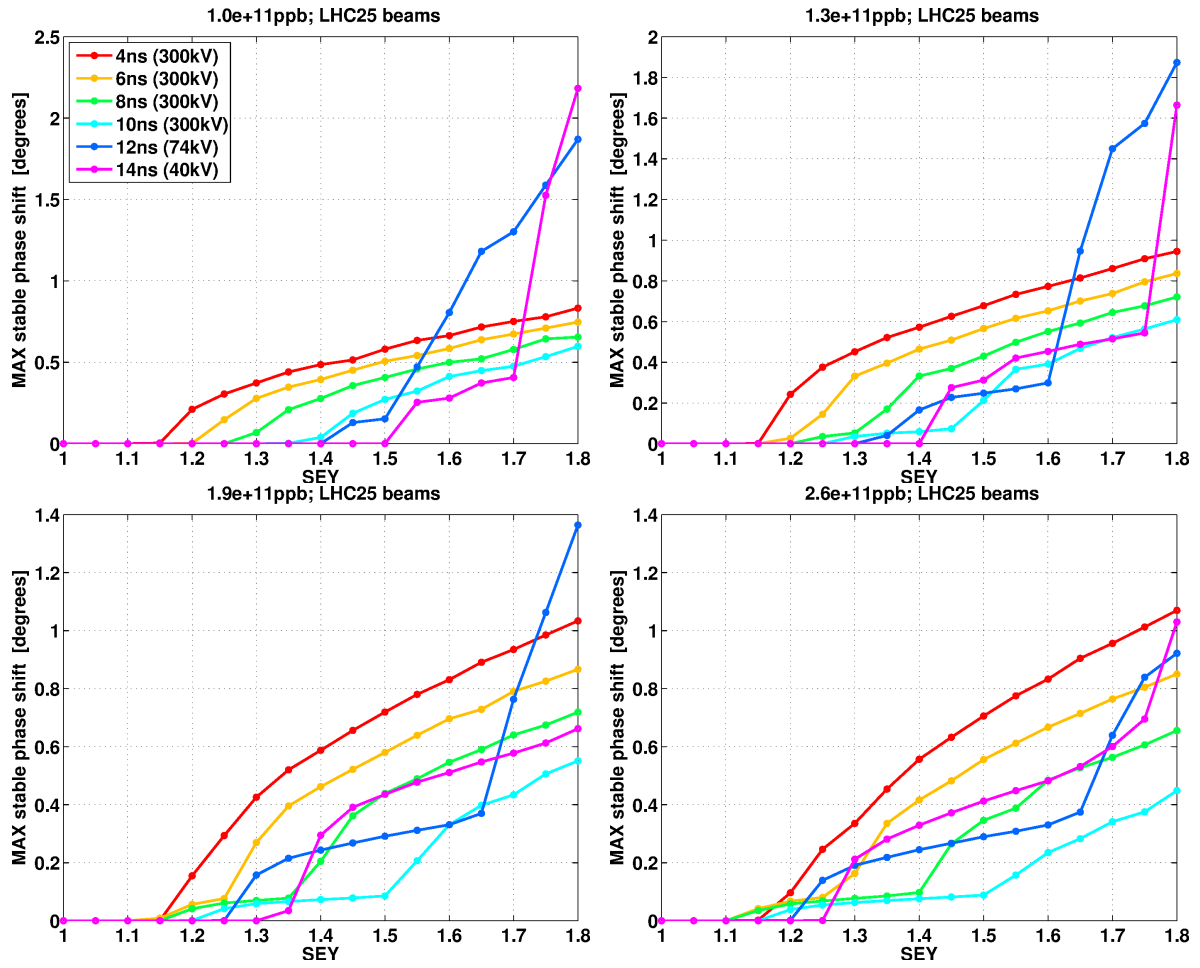 1.0e+11ppb; LHC25 beams
MAX stable phase shift [degrees]
2.5
2
1.5
1
0.5
0
4ns (300kV)
6ns (300kV)
8ns (300kV)
10ns (300kV)
12ns (74kV)
14ns (40kV)
1 1.1 1.2 1.3 1.4 1.5 1.6 1.7 1.8
SEY
1.3e+11ppb; LHC25 beams
MAX stable phase shift [degrees]
2
1.8
1.6
1.4
1.2
1
0.8
0.6
0.4
0.2
0
1 1.1 1.2 1.3 1.4 1.5 1.6 1.7 1.8
SEY
1.9e+11ppb; LHC25 beams
MAX stable phase shift [degrees]
1.4
1.2
1
0.8
0.6
0.4
0.2
0
1 1.1 1.2 1.3 1.4 1.5 1.6 1.7 1.8
SEY
2.6e+11ppb; LHC25 beams
MAX stable phase shift [degrees]
1.4
1.2
1
0.8
0.6
0.4
0.2
0
1 1.1 1.2 1.3 1.4 1.5 1.6 1.7 1.8
SEY